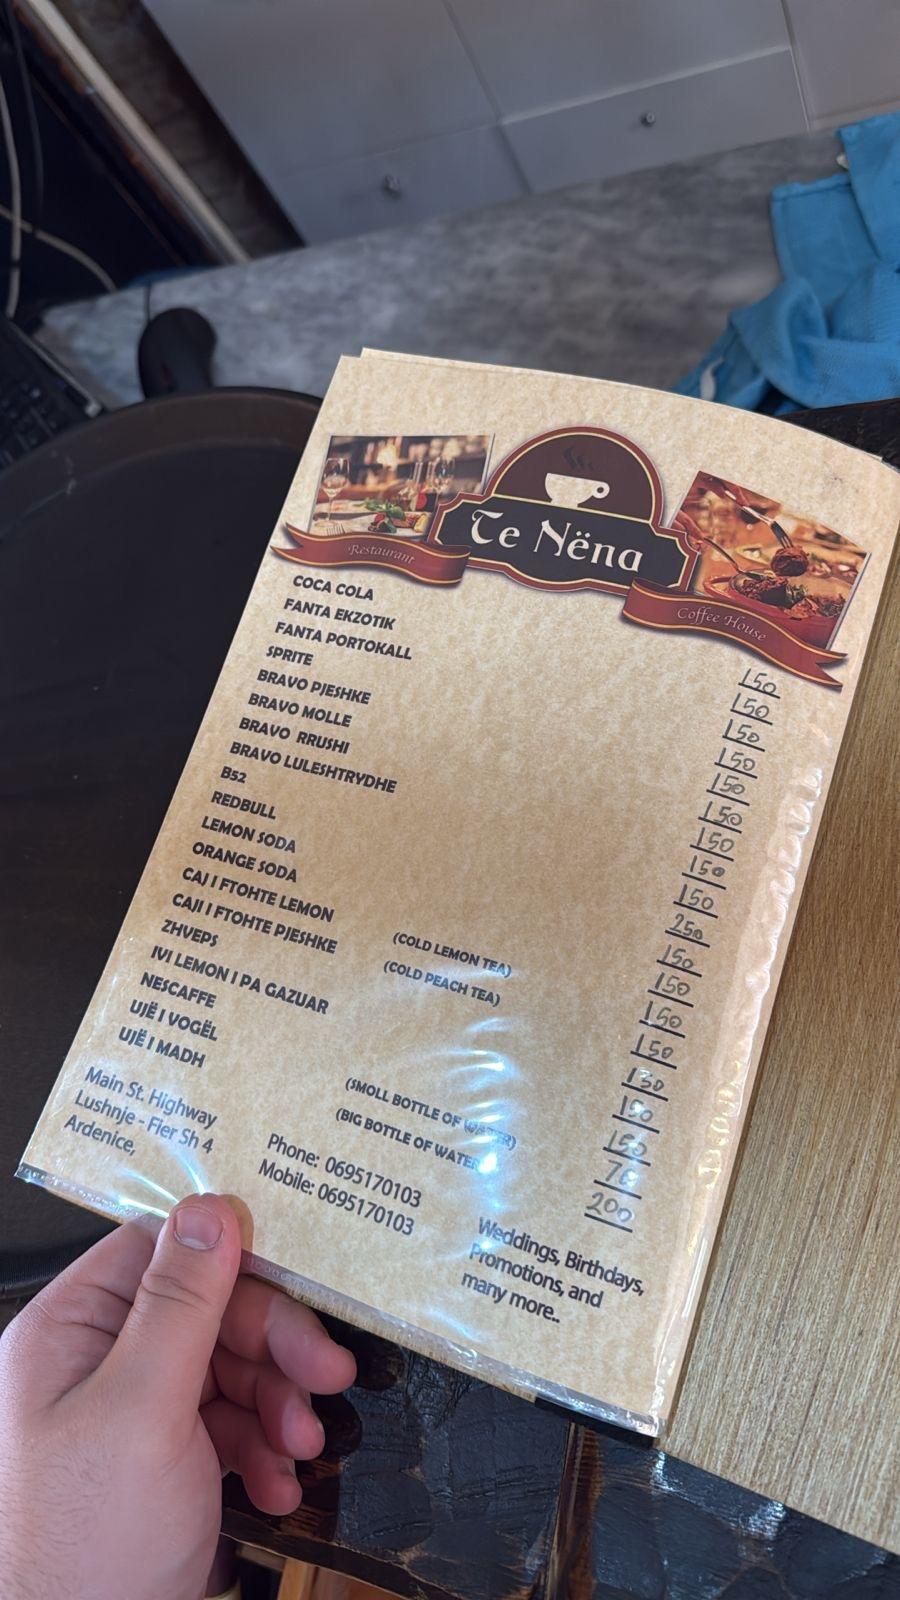 Te Nëna
Restaurant
Coffee House
COCA COLA 150
FANTA EKZOTIK 150
FANTA PORTOKALL 150
SPRITE 150
BRAVO PJESHKE 150
BRAVO MOLLE 150
BRAVO RRUSHI 150
BRAVO LULESHTRYDHE 150
B52 150
REDBULL 250
LEMON SODA 150
ORANGE SODA 150
CAJ I FTOHTE LEMON (COLD LEMON TEA) 150
CAJI I FTOHTE PJESHKE (COLD PEACH TEA) 150
ZHVEPS 130
IVI LEMON I PA GAZUAR 150
NESCAFFE 150
UJË I VOGËL (SMOLL BOTTLE OF WATER) 70
UJË I MADH (BIG BOTTLE OF WATER) 200
Main St. Highway
Lushnje - Fier Sh 4
Ardenice,
Phone: 0695170103
Mobile: 0695170103
Weddings, Birthdays,
Promotions, and
many more..